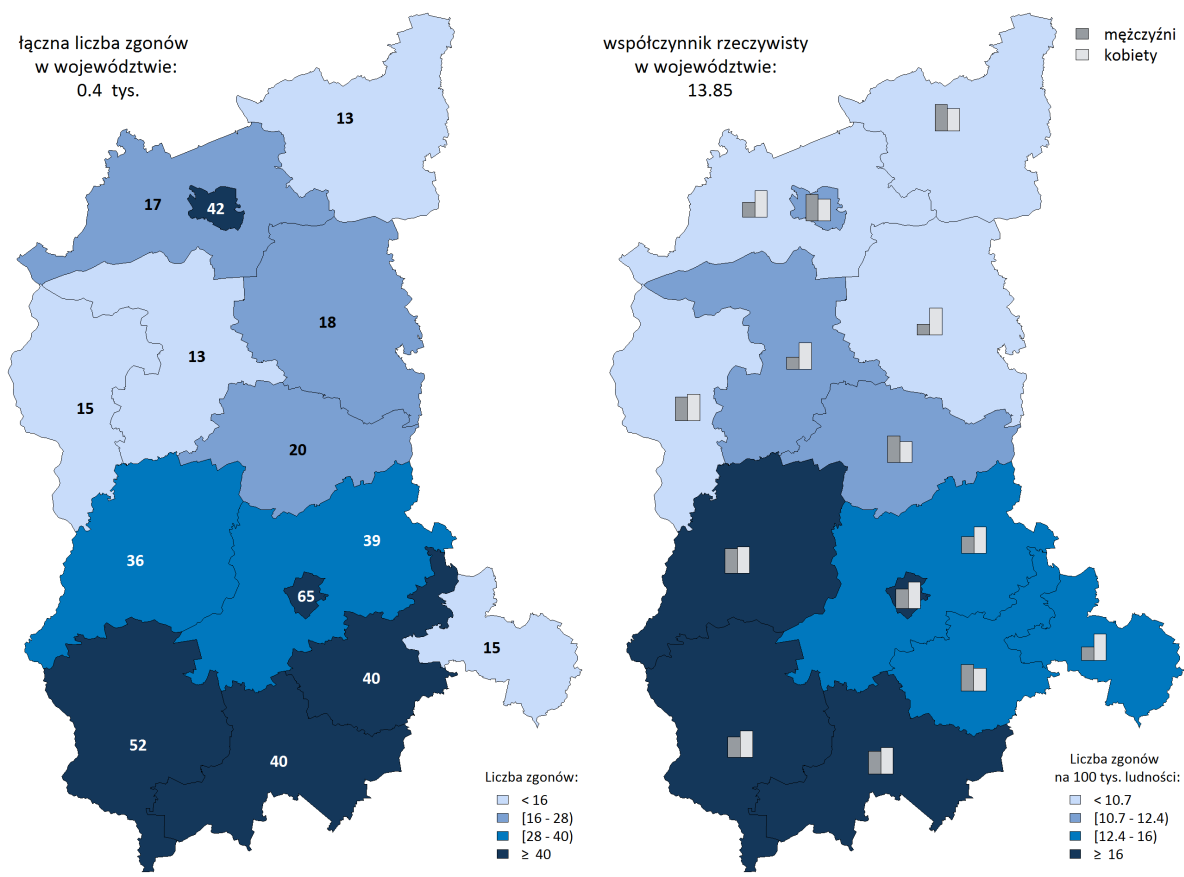 łączna liczba zgonów
w województwie:
0.4 tys.
13
17
42
18
13
15
20
39
36
65
15
40
52
40
Liczba zgonów:
< 16
[16 - 28)
[28 - 40)
≥ 40
współczynnik rzeczywisty
w województwie:
13.85
mężczyźni
kobiety
Liczba zgonów
na 100 tys. ludności:
< 10.7
[10.7 - 12.4)
[12.4 - 16)
≥ 16